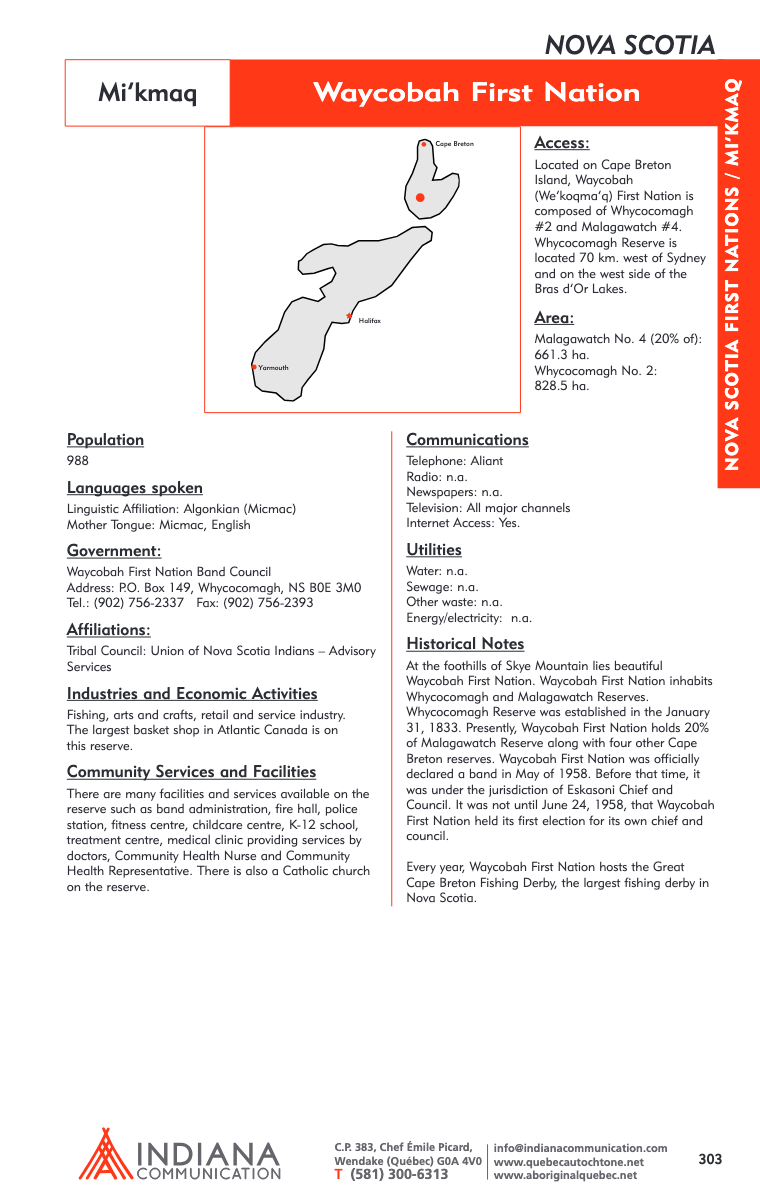 NOVA SCOTIA
Mi’kmaq
Waycobah First Nation
NOVA SCOTIA FIRST NATIONS / MI’KMAQ
Cape Breton
Halifax
Yarmouth
Access:
Located on Cape Breton
Island, Waycobah
(We’koqma’q) First Nation is
composed of Whycocomagh
#2 and Malagawatch #4.
Whycocomagh Reserve is
located 70 km. west of Sydney
and on the west side of the
Bras d’Or Lakes.
Area:
Malagawatch No. 4 (20% of):
661.3 ha.
Whycocomagh No. 2:
828.5 ha.
Population
988
Languages spoken
Linguistic Affiliation: Algonkian (Micmac)
Mother Tongue: Micmac, English
Government:
Waycobah First Nation Band Council
Address: P.O. Box 149, Whycocomagh, NS B0E 3M0
Tel.: (902) 756-2337 Fax: (902) 756-2393
Affiliations:
Tribal Council: Union of Nova Scotia Indians – Advisory
Services
Industries and Economic Activities
Fishing, arts and crafts, retail and service industry.
The largest basket shop in Atlantic Canada is on
this reserve.
Community Services and Facilities
There are many facilities and services available on the
reserve such as band administration, fire hall, police
station, fitness centre, childcare centre, K-12 school,
treatment centre, medical clinic providing services by
doctors, Community Health Nurse and Community
Health Representative. There is also a Catholic church
on the reserve.
Communications
Telephone: Aliant
Radio: n.a.
Newspapers: n.a.
Television: All major channels
Internet Access: Yes.
Utilities
Water: n.a.
Sewage: n.a.
Other waste: n.a.
Energy/electricity: n.a.
Historical Notes
At the foothills of Skye Mountain lies beautiful
Waycobah First Nation. Waycobah First Nation inhabits
Whycocomagh and Malagawatch Reserves.
Whycocomagh Reserve was established in the January
31, 1833. Presently, Waycobah First Nation holds 20%
of Malagawatch Reserve along with four other Cape
Breton reserves. Waycobah First Nation was officially
declared a band in May of 1958. Before that time, it
was under the jurisdiction of Eskasoni Chief and
Council. It was not until June 24, 1958, that Waycobah
First Nation held its first election for its own chief and
council.
Every year, Waycobah First Nation hosts the Great
Cape Breton Fishing Derby, the largest fishing derby in
Nova Scotia.
INDIANA
COMMUNICATION
C.P. 383, Chef Émile Picard,
Wendake (Québec) G0A 4V0
T (581) 300-6313
info@indianacommunication.com
www.quebecautochtone.net
www.aboriginalquebec.net
303